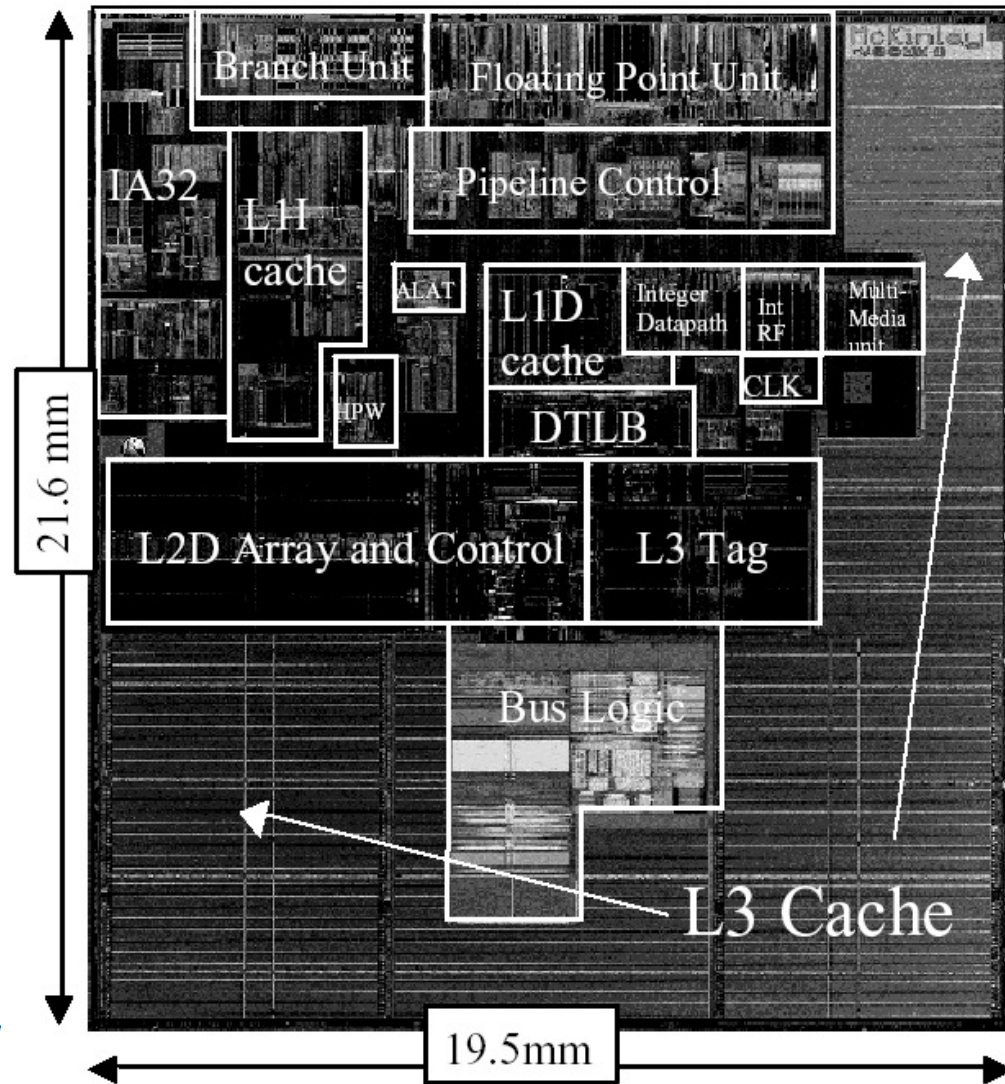 McKinley
Branch Unit
Floating Point Unit
IA32
Pipeline Control
L1I
cache
ALAT
L1D
cache
Integer
Datapath
Int
RF
Multi-
Media
unit
CLK
HPW
DTLB
21.6 mm
L2D Array and Control
L3 Tag
Bus Logic
L3 Cache
19.5mm